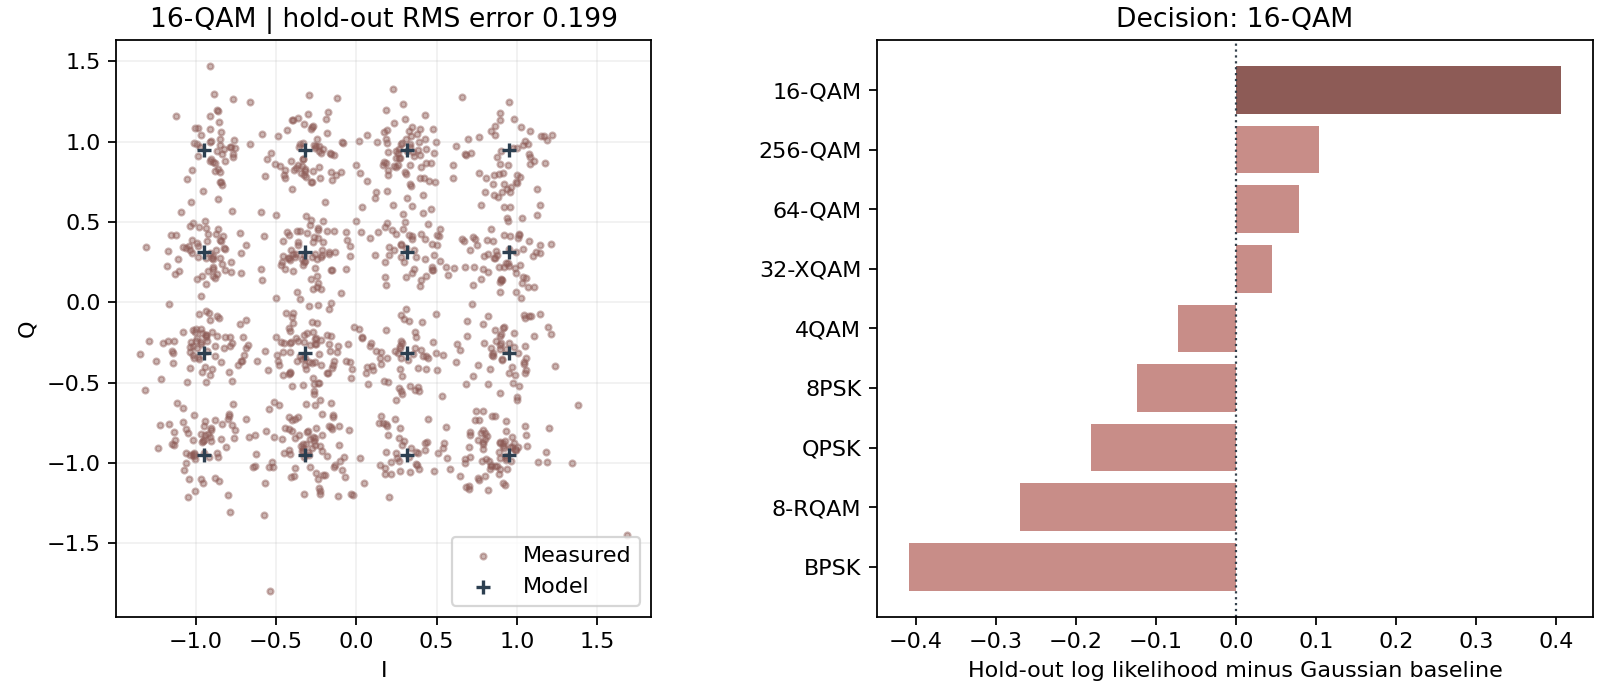 16-QAM | hold-out RMS error 0.199
1.5
1.0
0.5
0.0
−0.5
−1.0
−1.5
Q
−1.0
−0.5
0.0
0.5
1.0
1.5
I
Measured
Model
Decision: 16-QAM
16-QAM
256-QAM
64-QAM
32-XQAM
4QAM
8PSK
QPSK
8-RQAM
BPSK
−0.4
−0.3
−0.2
−0.1
0.0
0.1
0.2
0.3
0.4
Hold-out log likelihood minus Gaussian baseline